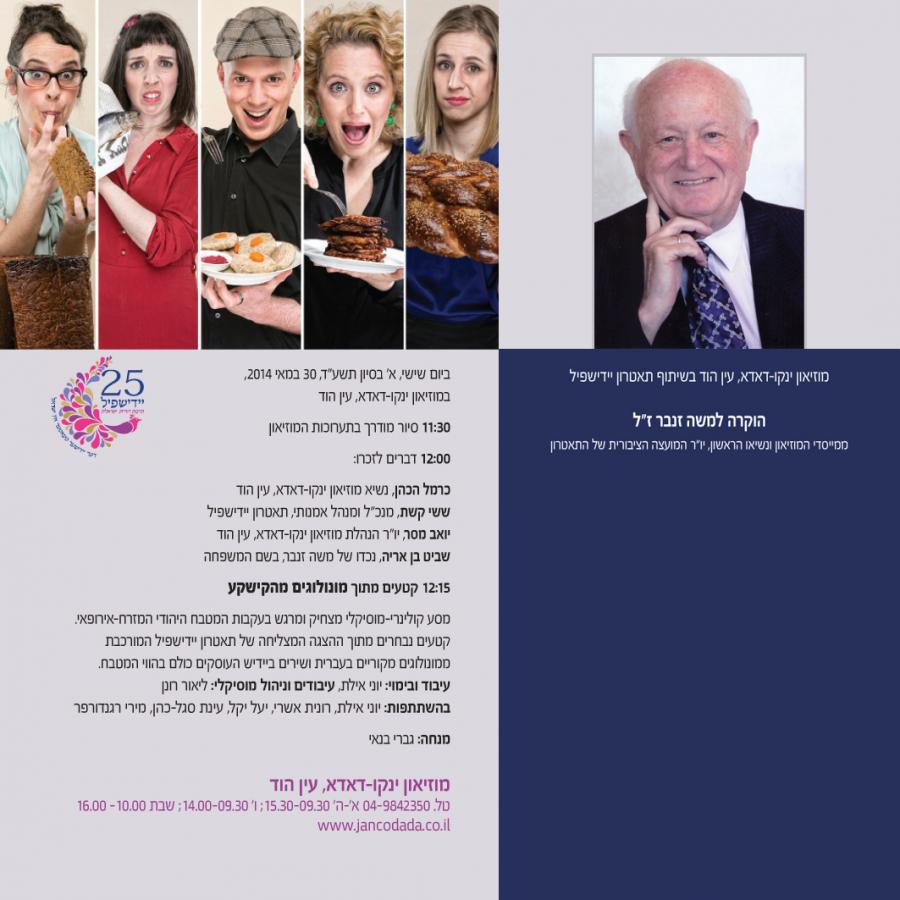 מוזיאון ינקו-דאדא, עין הוד בשיתוף תאטרון יידישפיל
הוקרה למשה זנבר ז"ל
ממייסדי המוזיאון ונשיאו הראשון, יו"ר המועצה הציבורית של התאטרון
25
יידישפיל
ביום שישי, א' בסיון תשע"ד, 30 במאי 2014,
במוזיאון ינקו-דאדא, עין הוד
11:30 סיור מודרך בתערוכות המוזיאון
12:00 דברים לזכרו:
כרמל הכהן, נשיא מוזיאון ינקו-דאדא, עין הוד
ששי קשת, מנכ"ל ומנהל אמנותי, תאטרון יידישפיל
יואב מסר, יו"ר הנהלת מוזיאון ינקו-דאדא, עין הוד
שביט בן אריה, נכדו של משה זנבר, בשם המשפחה
12:15 קטעים מתוך מונולוגים מהקישקע
מסע קולינרי-מוסיקלי מצחיק ומרגש בעקבות המטבח היהודי המזרח-אירופאי.
קטעים נבחרים מתוך ההצגה המצליחה של תאטרון יידישפיל המורכבת
ממונולוגים מקוריים בעברית ושירים ביידיש העוסקים כולם בהווי המטבח.
עיבוד ובימוי: יוני אילת, עיבודים וניהול מוסיקלי: ליאור רונן
בהשתתפות: יוני אילת, רונית אשרי, יעל יקל, עינת סגל-כהן, מירי רגנדורפר
מנחה: גברי בנאי
מוזיאון ינקו-דאדא, עין הוד
טל. 04-9842350 א'-ה' 15.30-09.30; ו' 14.00-09.30; שבת 10.00 - 16.00
www.jancodada.co.il